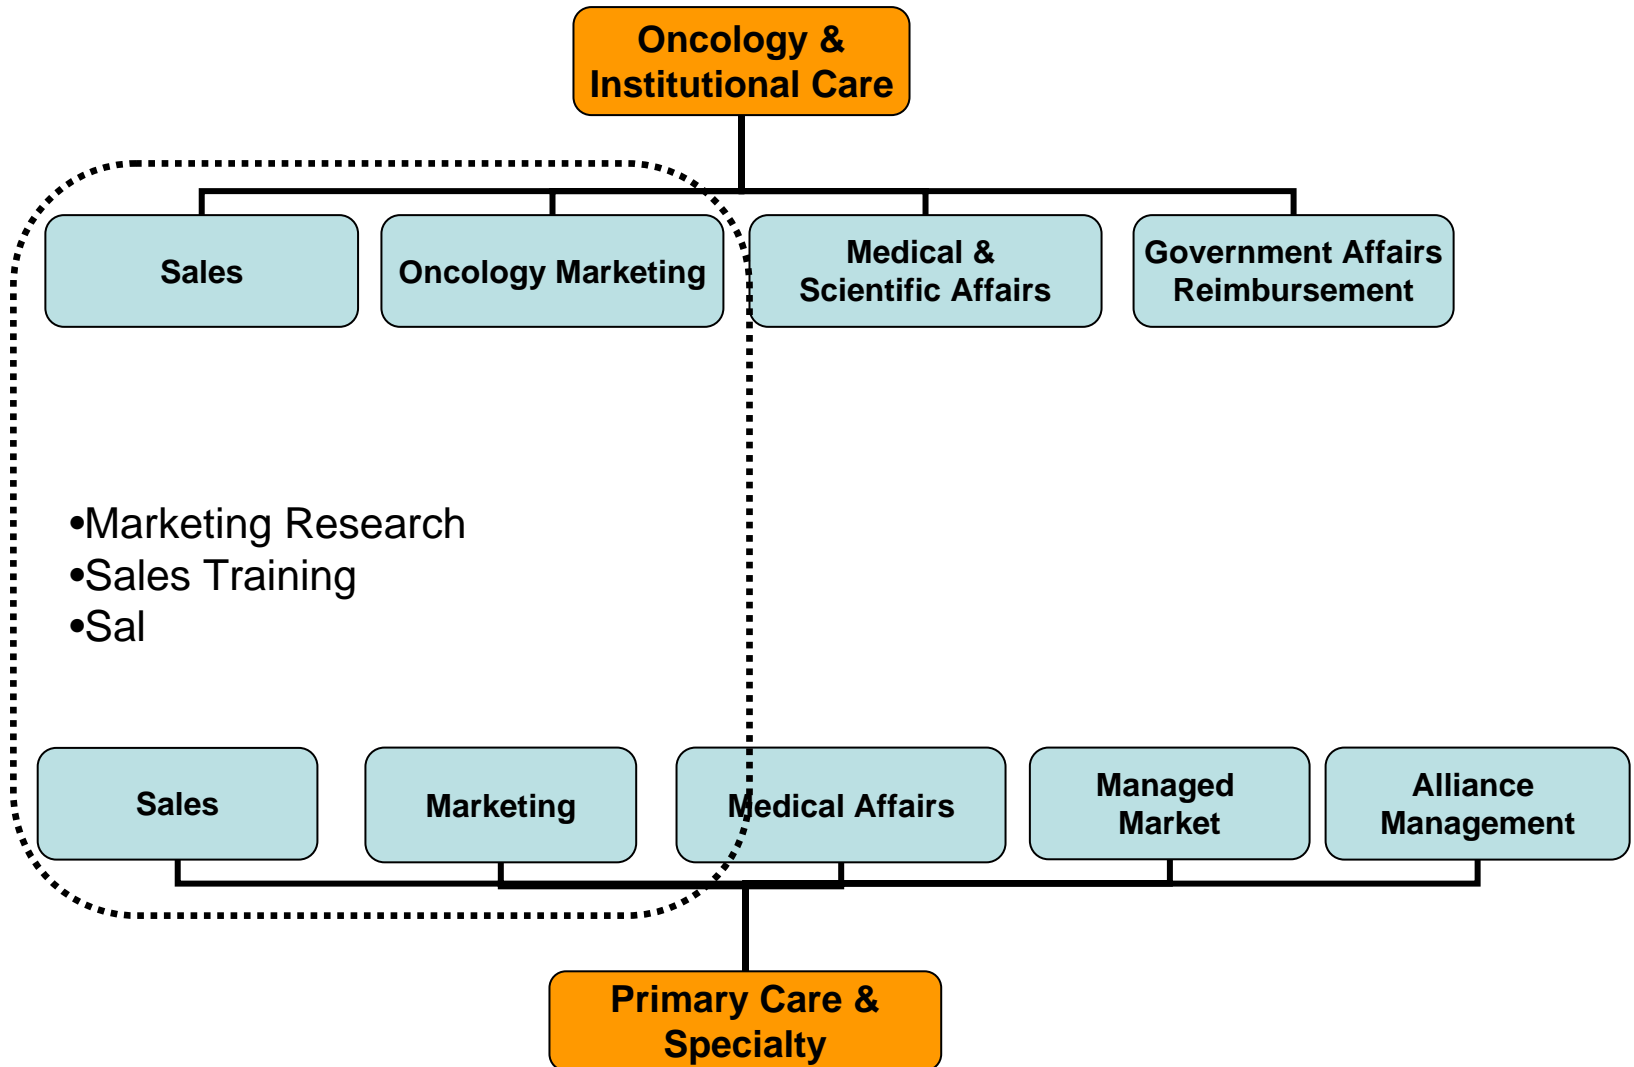 Oncology &
Institutional Care
Sales
Oncology Marketing
Medical &
Scientific Affairs
Government Affairs
Reimbursement
•Marketing Research
•Sales Training
•Sal
Sales
Marketing
Medical Affairs
Managed
Market
Alliance
Management
Primary Care &
Specialty